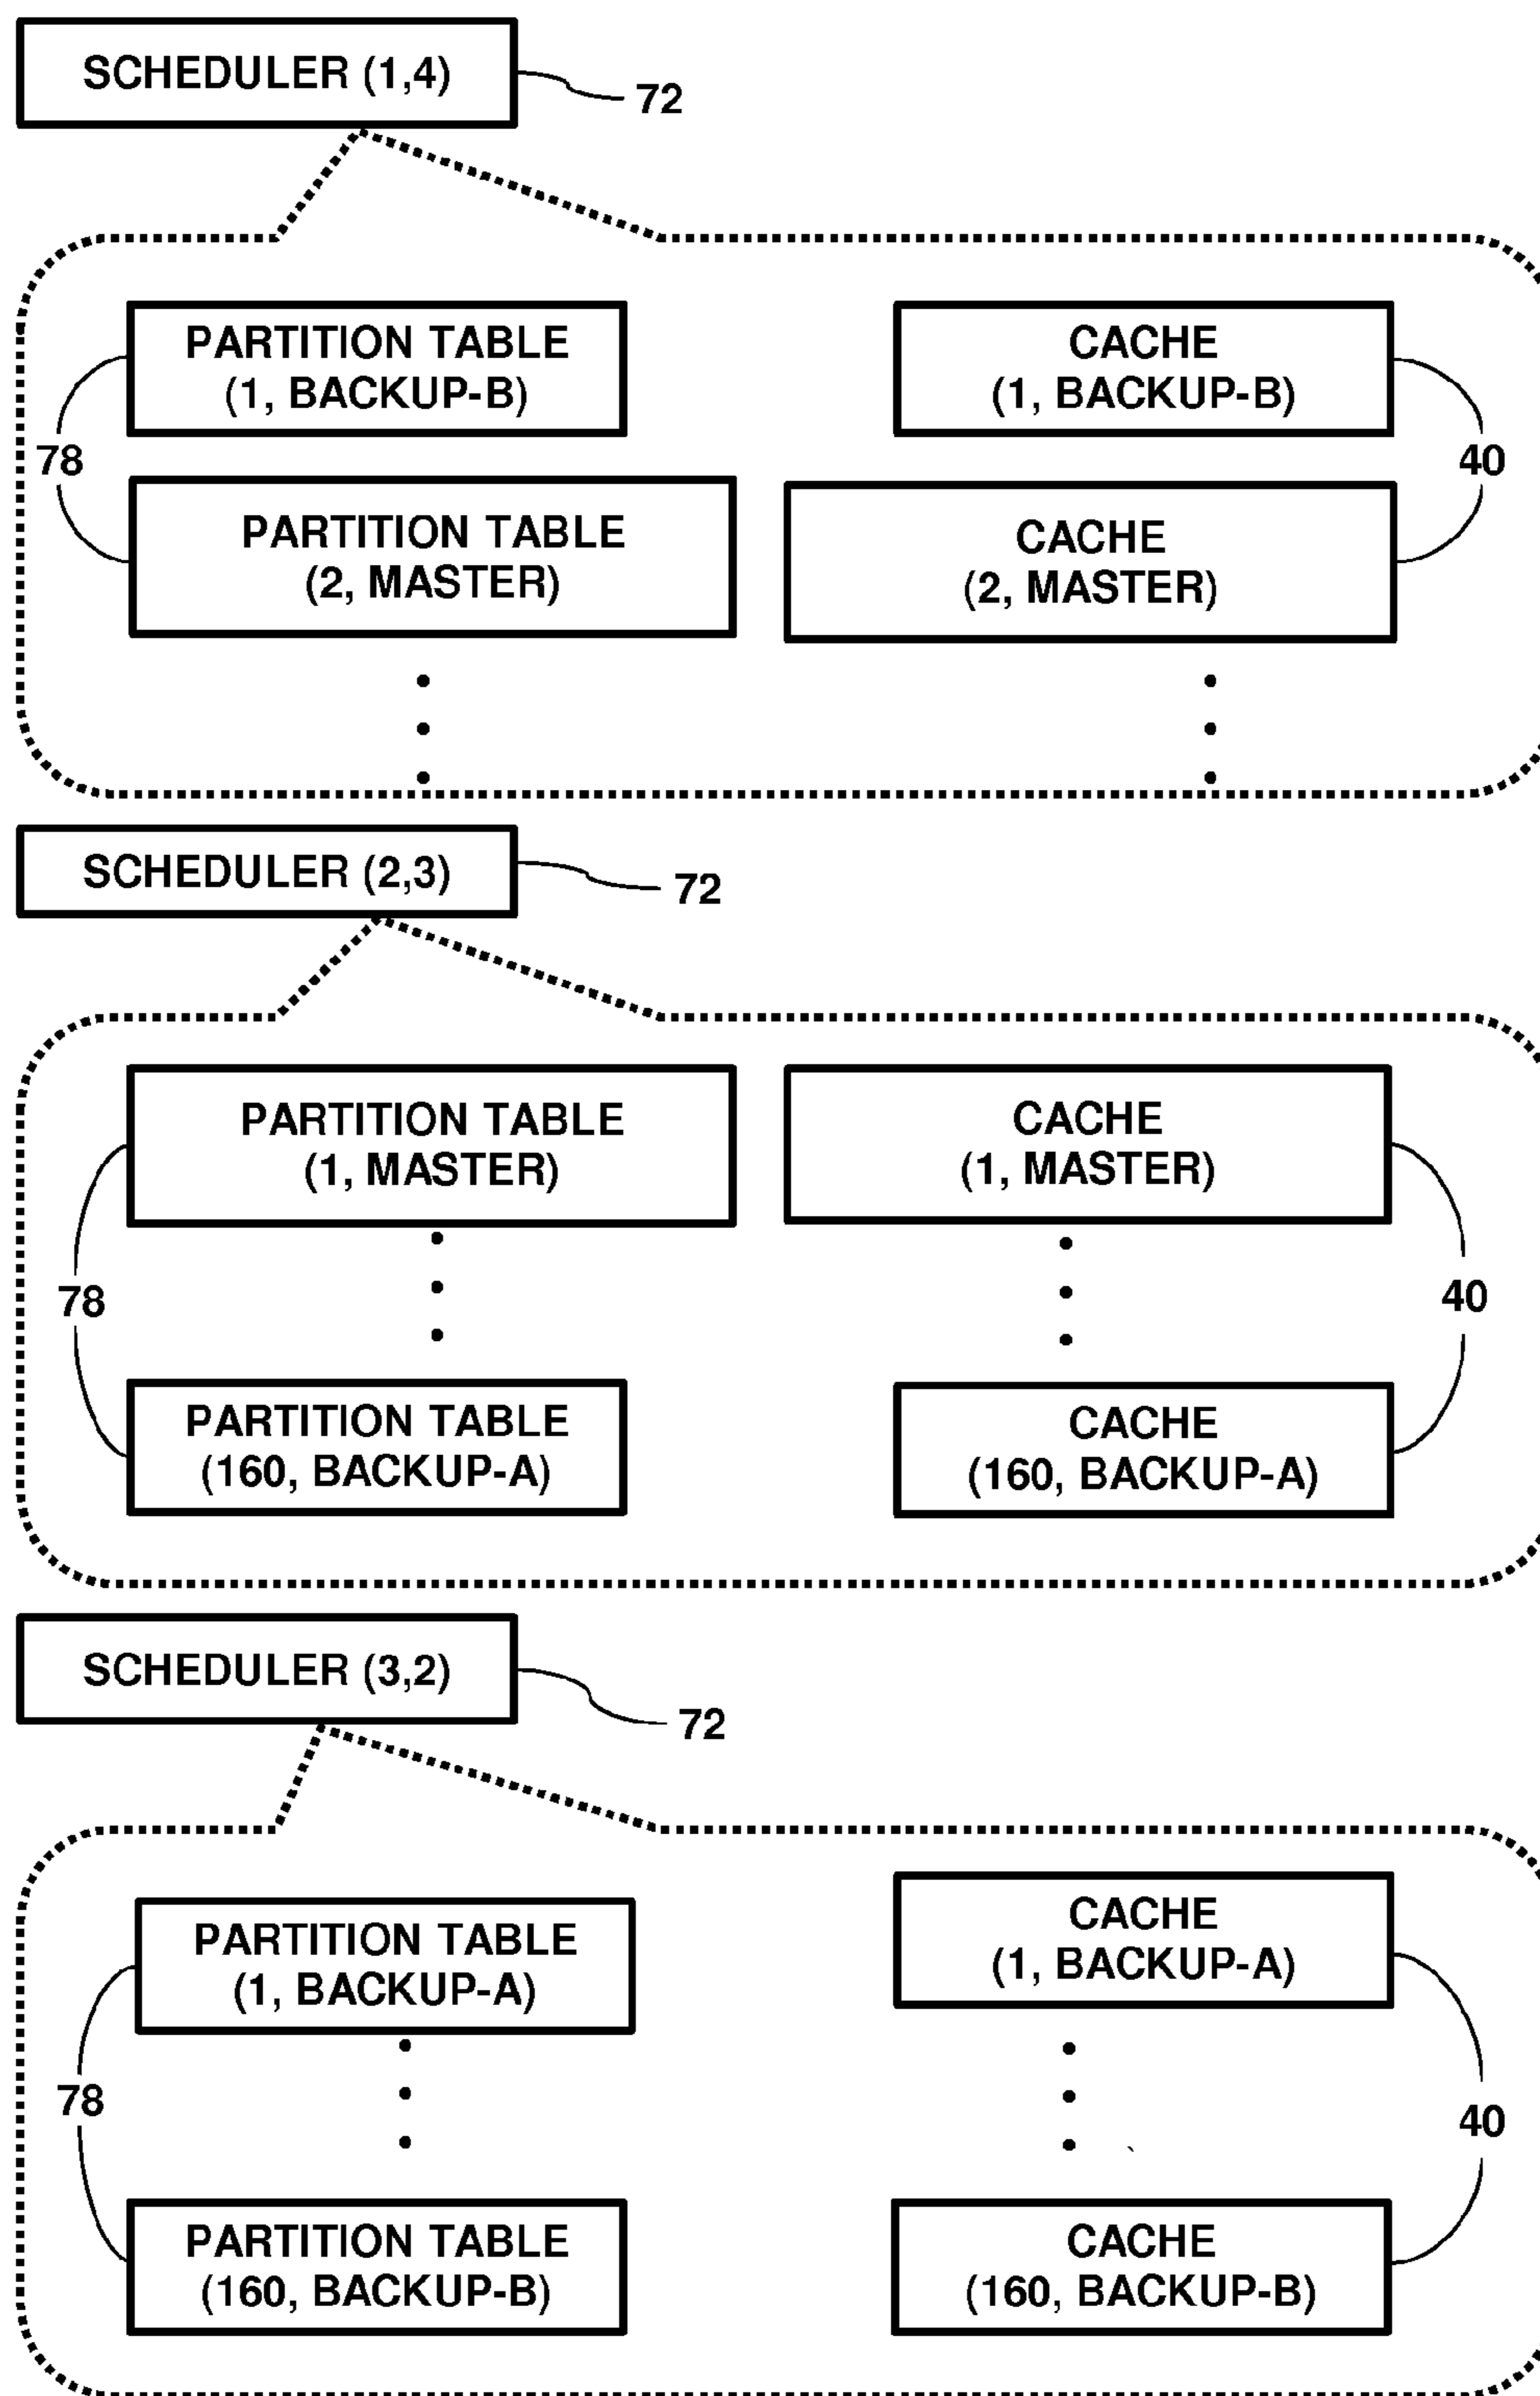 SCHEDULER (1,4)
72
PARTITION TABLE
(1, BACKUP-B)
CACHE
(1, BACKUP-B)
78
40
PARTITION TABLE
(2, MASTER)
CACHE
(2, MASTER)
SCHEDULER (2,3)
72
PARTITION TABLE
(1, MASTER)
CACHE
(1, MASTER)
78
40
PARTITION TABLE
(160, BACKUP-A)
CACHE
(160, BACKUP-A)
SCHEDULER (3,2)
72
PARTITION TABLE
(1, BACKUP-A)
CACHE
(1, BACKUP-A)
78
40
PARTITION TABLE
(160, BACKUP-B)
CACHE
(160, BACKUP-B)